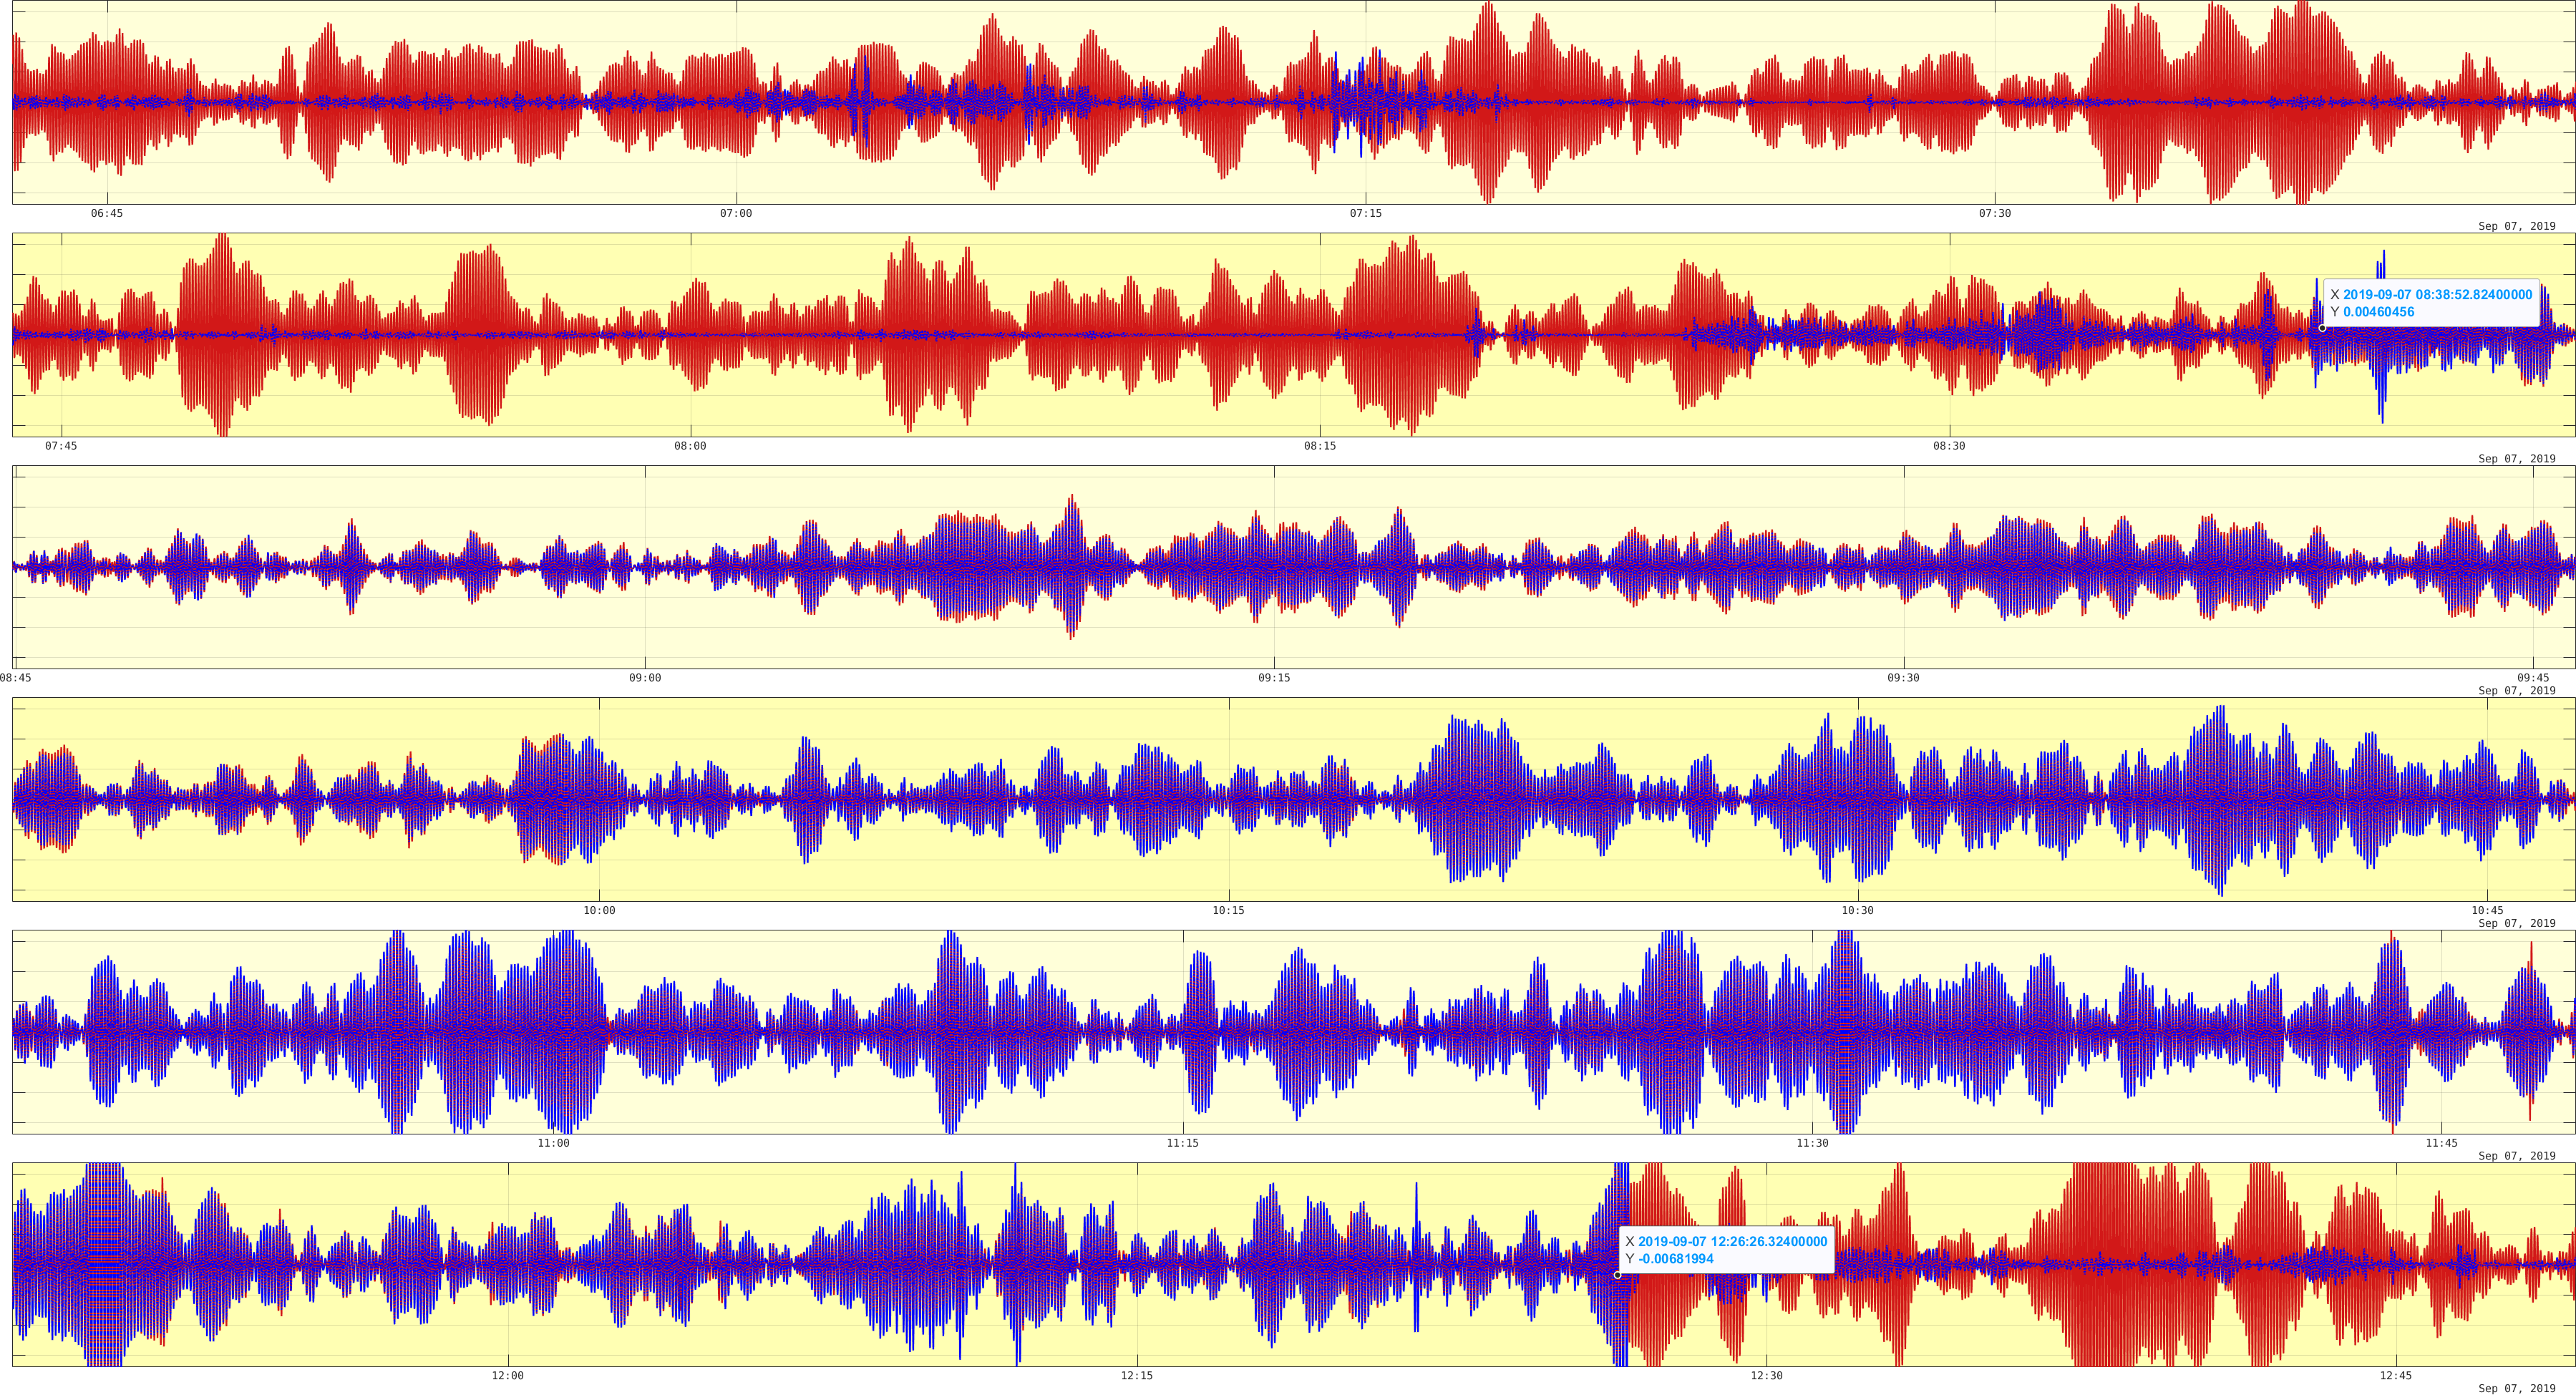 06:45 07:00 07:15 07:30
Sep 07, 2019
X 2019-09-07 08:38:52.82400000
Y 0.00460456
07:45 08:00 08:15 08:30
Sep 07, 2019
08:45 09:00 09:15 09:30 09:45
Sep 07, 2019
10:00 10:15 10:30 10:45
Sep 07, 2019
11:00 11:15 11:30 11:45
Sep 07, 2019
X 2019-09-07 12:26:26.32400000
Y -0.00681994
12:00 12:15 12:30 12:45
Sep 07, 2019